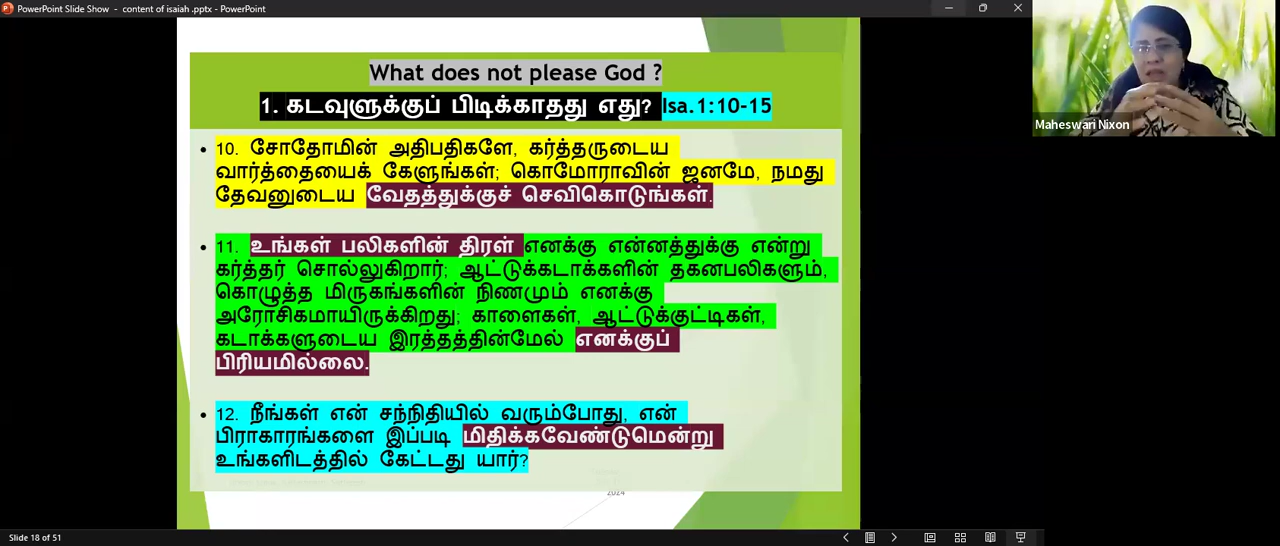 PowerPoint Slide Show - content of isaiah .pptx - PowerPoint
What does not please God ?
1. கடவுளுக்குப் பிடிக்காதது எது? Isa.1:10-15
10. சோதோமின் அதிபதிகளே, கர்த்தருடைய
வார்த்தையைக் கேளுங்கள்; கொமோராவின் ஜனமே, நமது
தேவனுடைய வேதத்துக்குச் செவிகொடுங்கள்.
11. உங்கள் பலிகளின் திரள் எனக்கு என்னத்துக்கு என்று
கர்த்தர் சொல்லுகிறார்; ஆட்டுக்கடாக்களின் தகனபலிகளும்,
கொழுத்த மிருகங்களின் நிணமும் எனக்கு
அரோசிகமாயிருக்கிறது; காளைகள், ஆட்டுக்குட்டிகள்,
கடாக்களுடைய இரத்தத்தின்மேல் எனக்குப்
பிரியமில்லை.
12. நீங்கள் என் சந்நிதியில் வரும்போது, என்
பிராகாரங்களை இப்படி மிதிக்கவேண்டுமென்று
உங்களிடத்தில் கேட்டது யார்?
2024
Maheswari Nixon
Slide 18 of 51